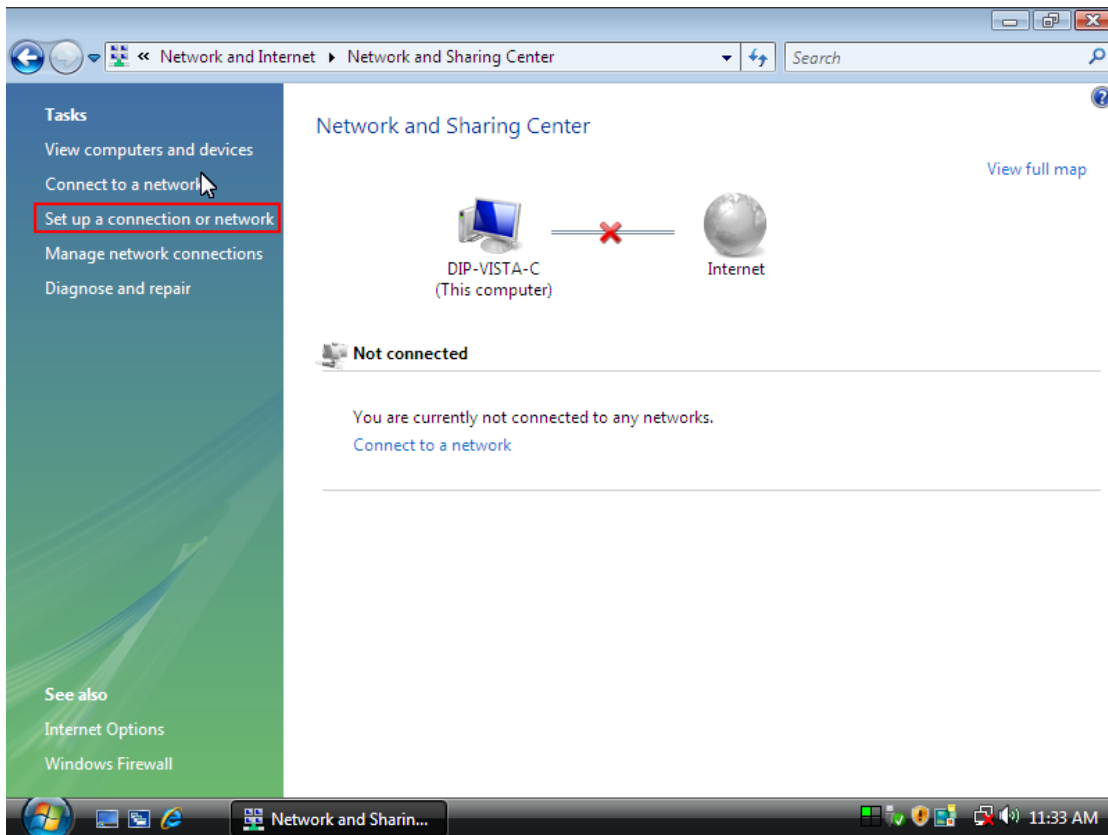 « Network and Internet Network and Sharing Center
Search
Tasks
View computers and devices
Connect to a network
Set up a connection or network
Manage network connections
Diagnose and repair
See also
Internet Options
Windows Firewall
Network and Sharing Center
View full map
DIP-VISTA-C
(This computer)
Internet
Not connected
You are currently not connected to any networks.
Connect to a network
Network and Sharin...
11:33 AM